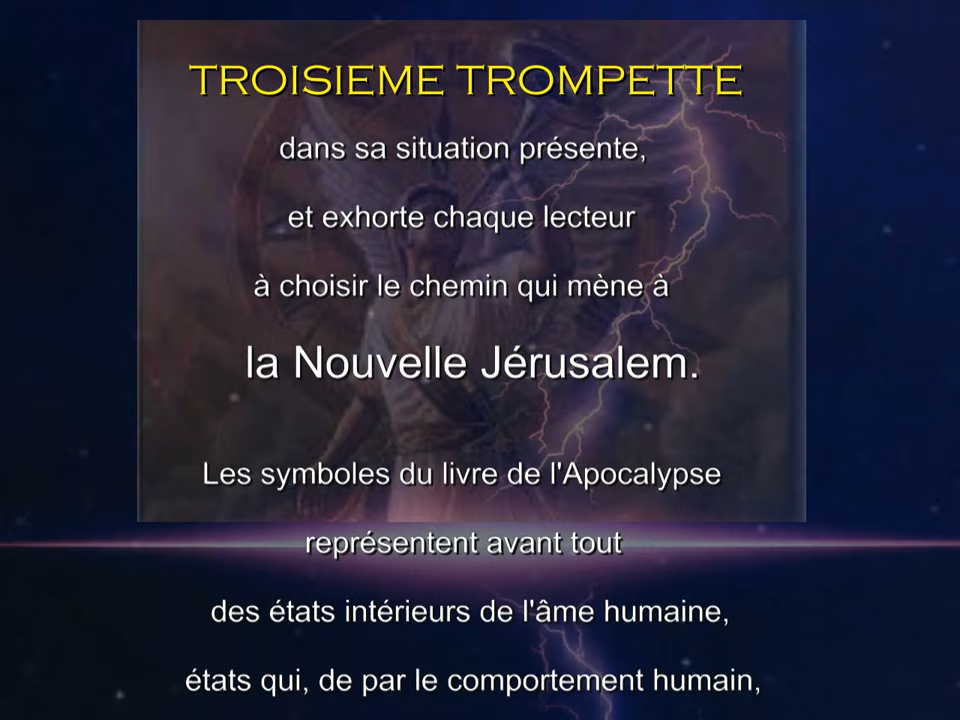 TROISIEME TROMPETTE
dans sa situation présente,
et exhorte chaque lecteur
à choisir le chemin qui mène à
la Nouvelle Jérusalem.
Les symboles du livre de l'Apocalypse
représentent avant tout
des états intérieurs de l'âme humaine,
états qui, de par le comportement humain,